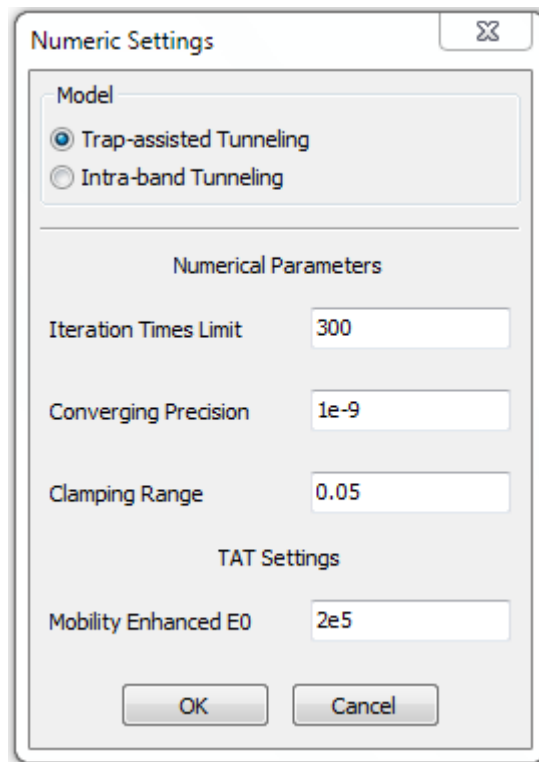 Numeric Settings
Model
Trap-assisted Tunneling
Intra-band Tunneling
Numerical Parameters
Iteration Times Limit 300
Converging Precision 1e-9
Clamping Range 0.05
TAT Settings
Mobility Enhanced E0 2e5
OK Cancel